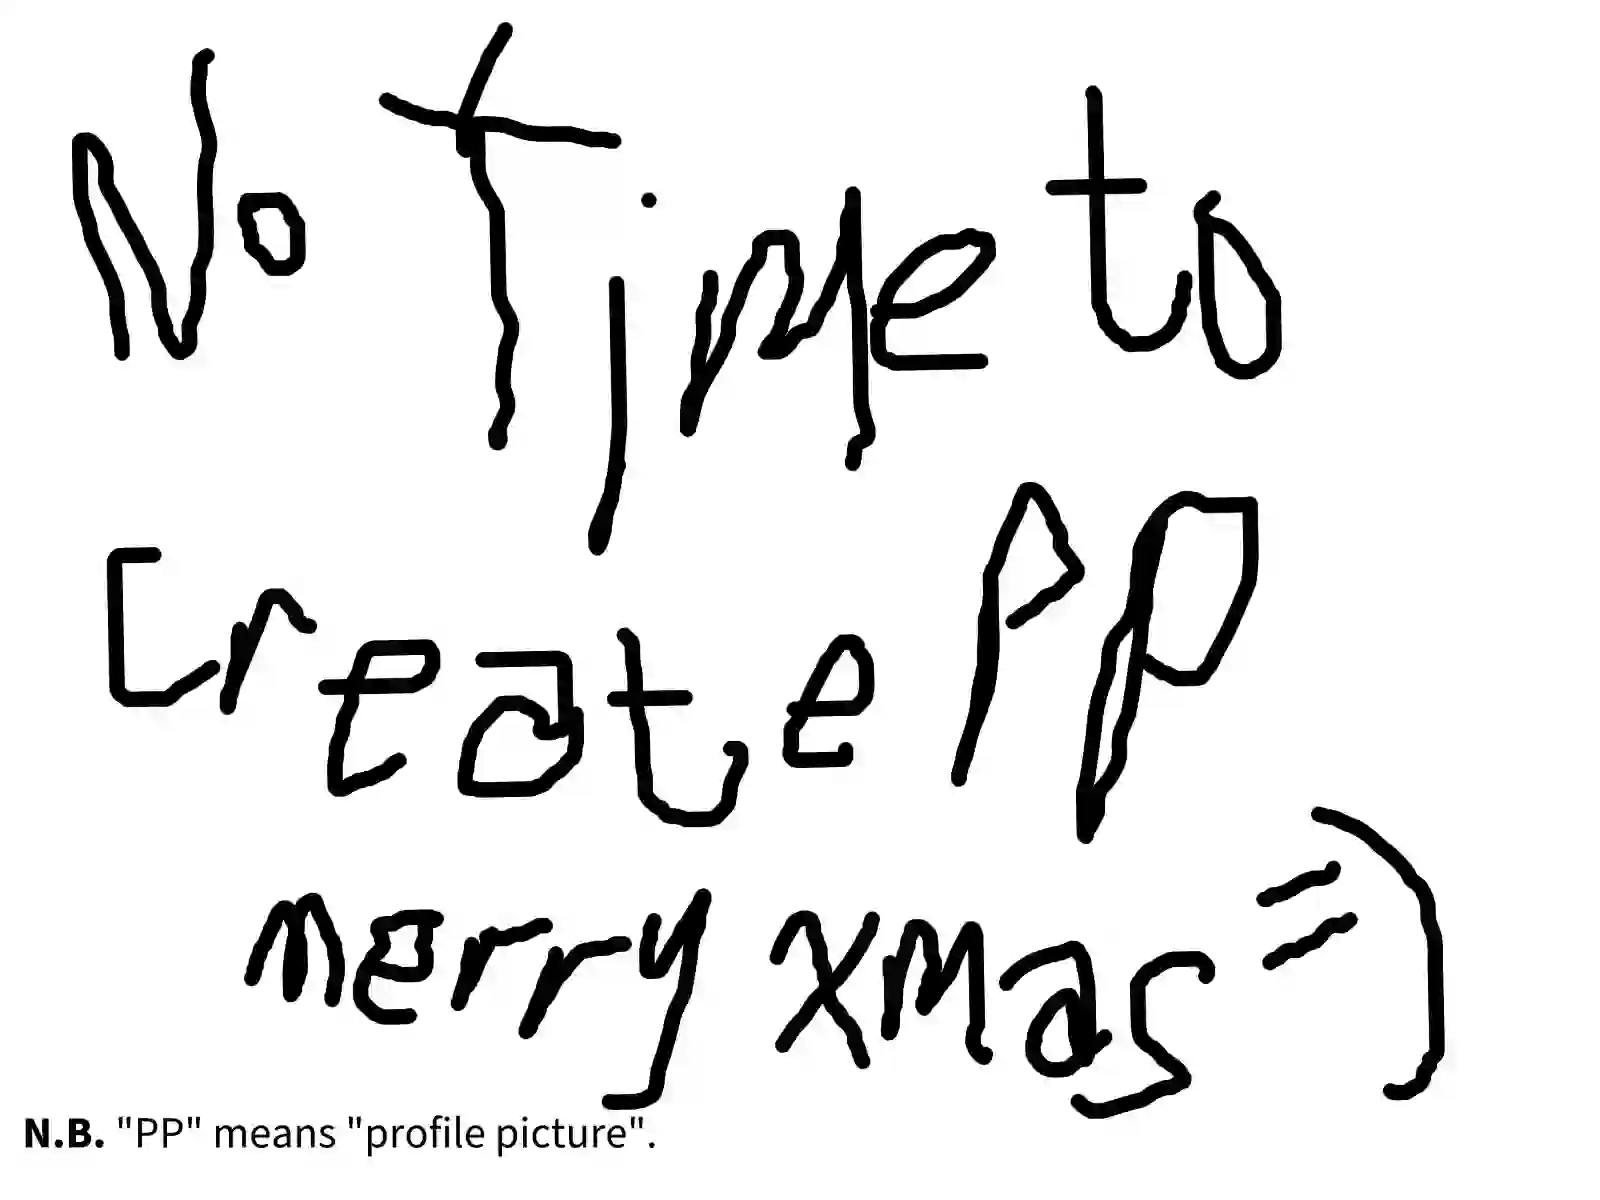 No Time to
Create PP
merry xmas =)
N.B. "PP" means "profile picture".